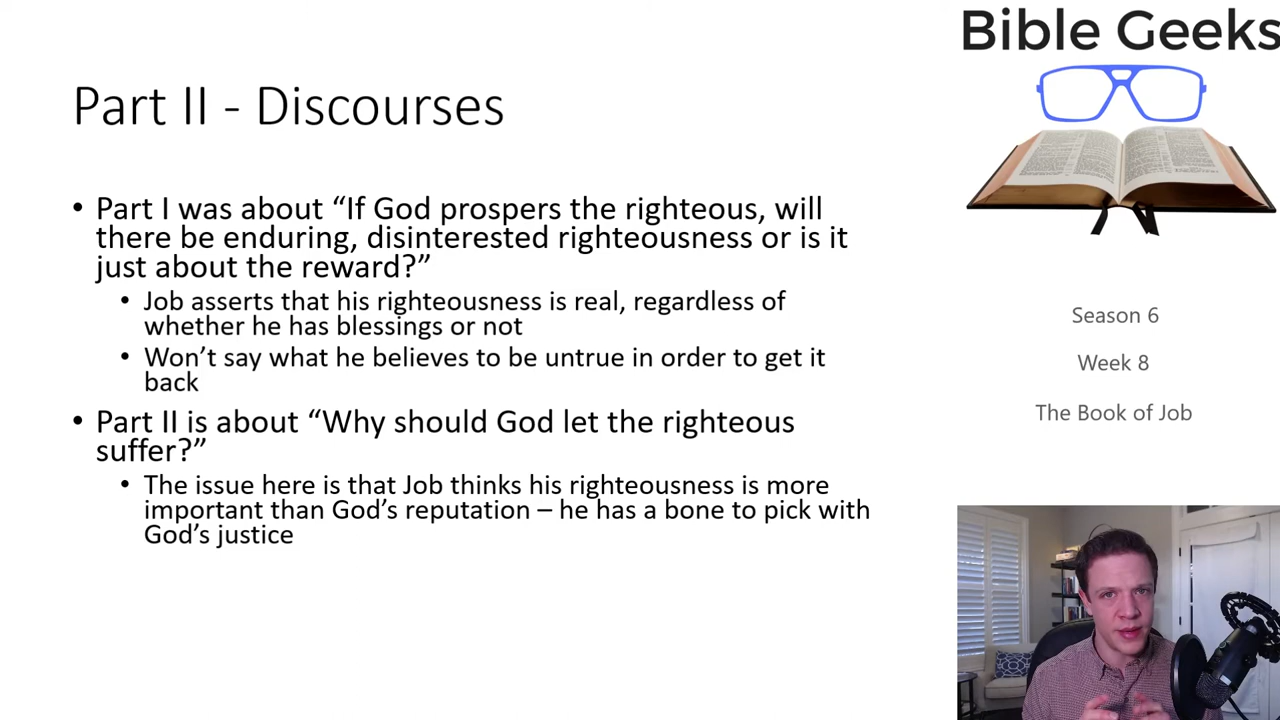 Bible Geeks
Part II - Discourses
• Part I was about “If God prospers the righteous, will
there be enduring, disinterested righteousness or is it
just about the reward?”
• Job asserts that his righteousness is real, regardless of
whether he has blessings or not
• Won’t say what he believes to be untrue in order to get it
back
• Part II is about “Why should God let the righteous
suffer?”
• The issue here is that Job thinks his righteousness is more
important than God’s reputation – he has a bone to pick with
God’s justice
Season 6
Week 8
The Book of Job